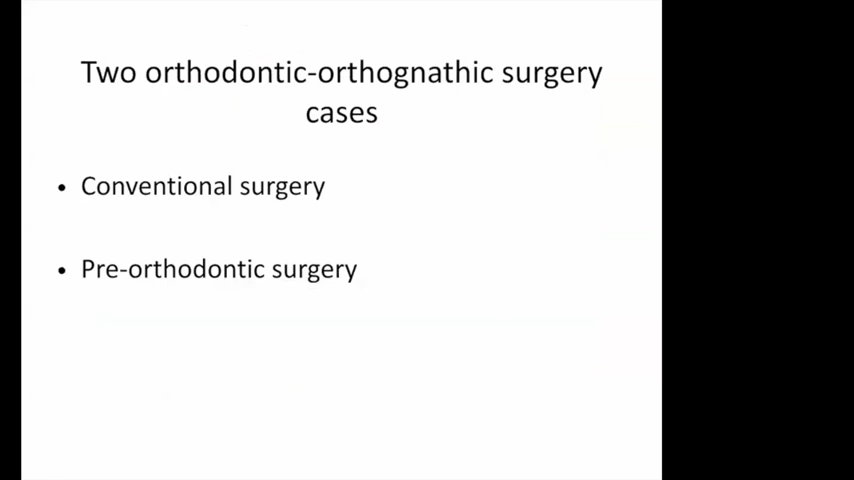 Two orthodontic-orthognathic surgery
cases
• Conventional surgery
• Pre-orthodontic surgery